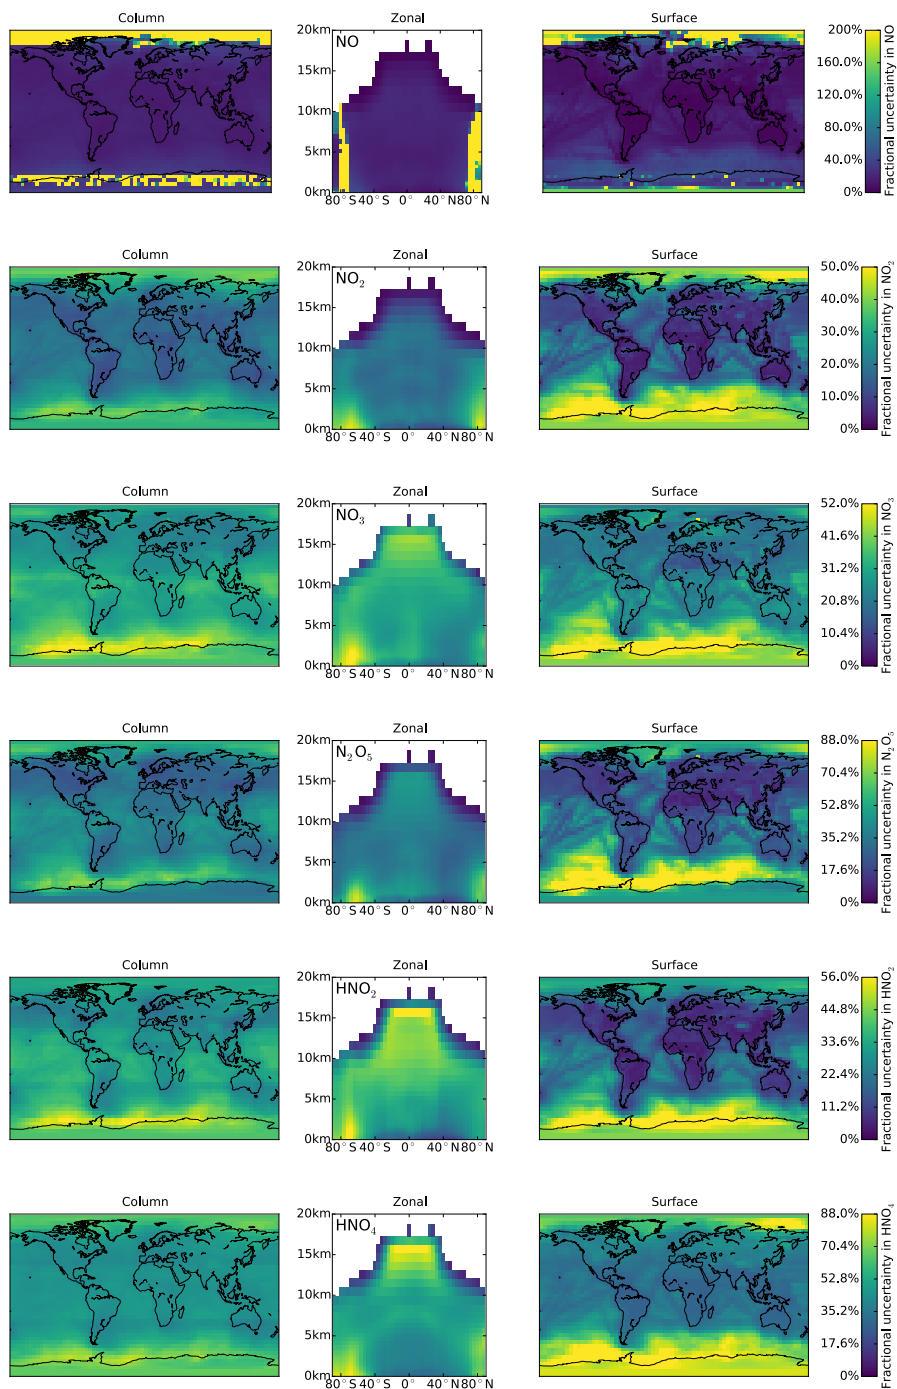 Column Zonal Surface
NO
20km
15km
10km
5km
0km
80°S 40°S 0° 40°N 80°N
200%
160%
120%
80.0%
40.0%
0%
Fractional uncertainty in NO
Column Zonal Surface
NO₂
20km
15km
10km
5km
0km
80°S 40°S 0° 40°N 80°N
50.0%
40.0%
30.0%
20.0%
10.0%
0%
Fractional uncertainty in NO₂
Column Zonal Surface
NO₃
20km
15km
10km
5km
0km
80°S 40°S 0° 40°N 80°N
52.0%
41.6%
31.2%
20.8%
10.4%
0%
Fractional uncertainty in NO₃
Column Zonal Surface
N₂O₅
20km
15km
10km
5km
0km
80°S 40°S 0° 40°N 80°N
88.0%
70.4%
52.8%
35.2%
17.6%
0%
Fractional uncertainty in N₂O₅
Column Zonal Surface
HNO₂
20km
15km
10km
5km
0km
80°S 40°S 0° 40°N 80°N
56.0%
44.8%
33.6%
22.4%
11.2%
0%
Fractional uncertainty in HNO₂
Column Zonal Surface
HNO₄
20km
15km
10km
5km
0km
80°S 40°S 0° 40°N 80°N
88.0%
70.4%
52.8%
35.2%
17.6%
0%
Fractional uncertainty in HNO₄